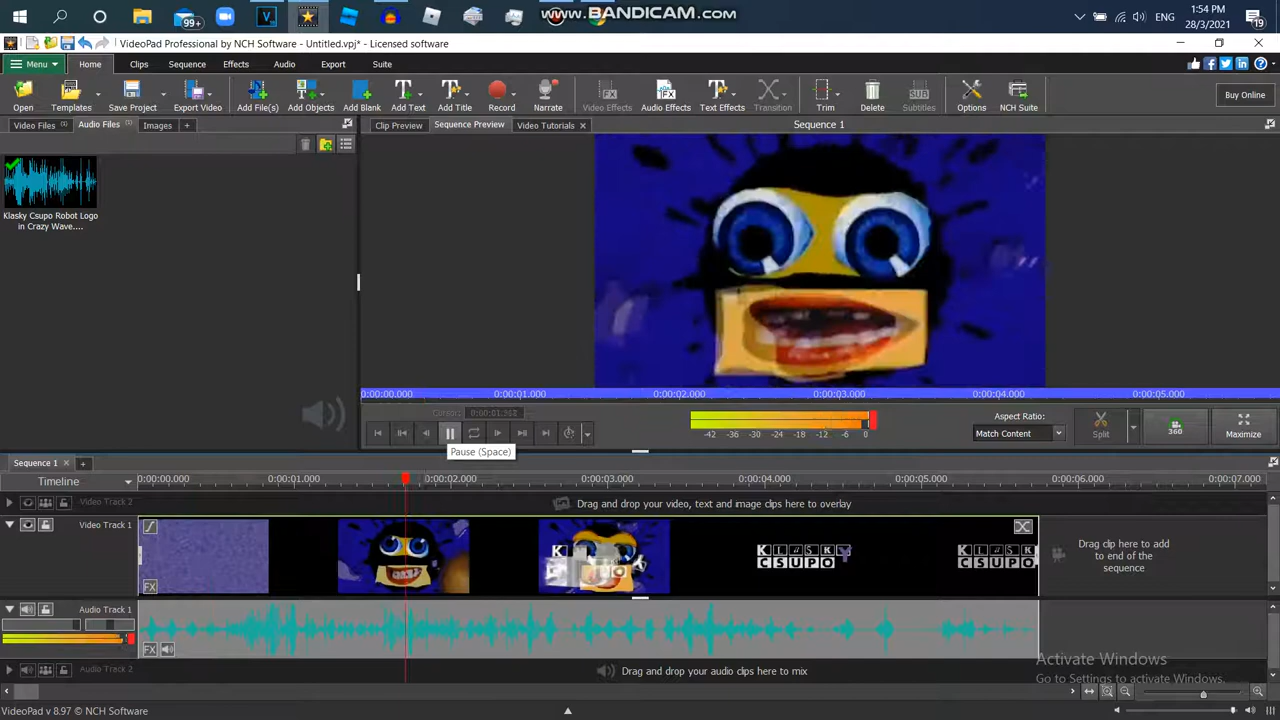 99+
www.BANDICAM.com
ENG
1:54 PM
28/3/2021
19
VideoPad Professional by NCH Software - Untitled.vpj* - Licensed software
Menu Home Clips Sequence Effects Audio Export Suite
Open Templates Save Project Export Video Add File(s) Add Objects Add Blank Add Text Add Title Record Narrate Video Effects Audio Effects Text Effects Transition Trim Delete Subtitles Options NCH Suite Buy Online
Video Files Audio Files Images +
Clip Preview Sequence Preview Video Tutorials
Sequence 1
Klasky Csupo Robot Logo
in Crazy Wave....
0:00:00.000 0:00:01.000 0:00:02.000 0:00:03.000 0:00:04.000 0:00:05.000
Cursor:
Pause (Space)
-42 -36 -30 -24 -18 -12 -6 0
Aspect Ratio:
Match Content
Split
360
Maximize
Sequence 1
Timeline
0:00:00.000 0:00:01.000 0:00:02.000 0:00:03.000 0:00:04.000 0:00:05.000 0:00:06.000 0:00:07.000
Video Track 2
Drag and drop your video, text and image clips here to overlay
Video Track 1
FX
KLASKY
CSUPO
KLASKY
CSUPO
Drag clip here to add
to end of the
sequence
Audio Track 1
FX
Audio Track 2
Drag and drop your audio clips here to mix
Activate Windows
Go to Settings to activate Windows.
VideoPad v 8.97 © NCH Software